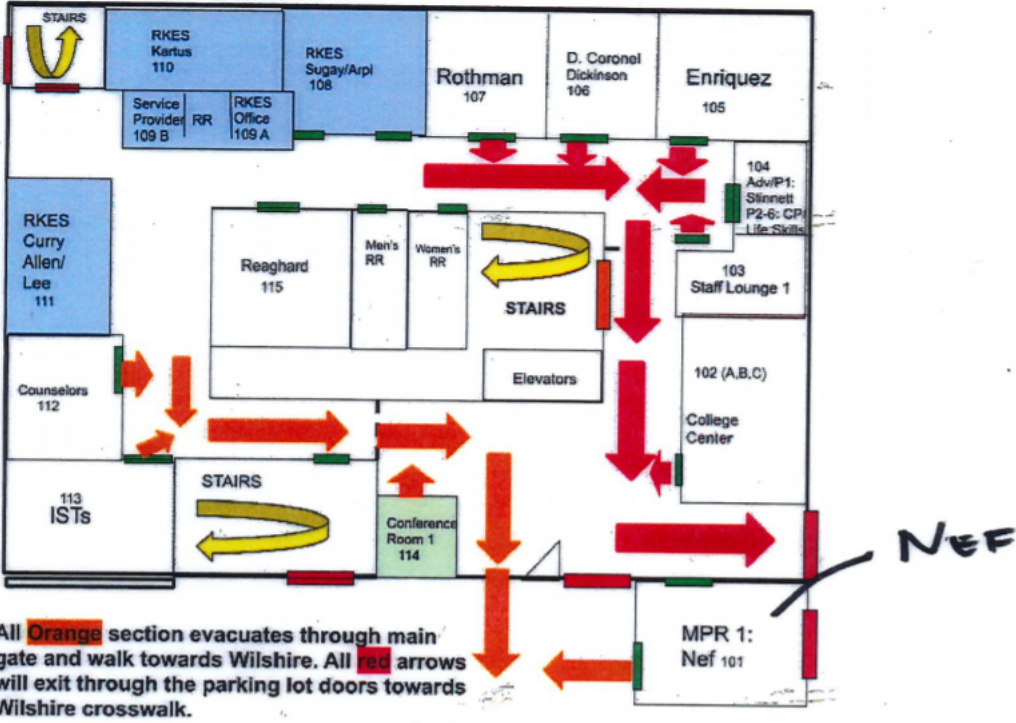 STAIRS
RKES
Kartus
110
RKES
Sugay/Arpi
108
Rothman
107
D. Coronel
Dickinson
106
Enriquez
105
Service
Provider
109 B
RR
RKES
Office
109 A
104
Adv/P1:
Stinnett
P2-6: CP/
Life Skills
RKES
Curry
Allen/
Lee
111
Reaghard
115
Men's
RR
Women's
RR
STAIRS
103
Staff Lounge 1
Elevators
102 (A,B,C)
College
Center
Counselors
112
113
ISTs
STAIRS
Conference
Room 1
114
NEF
MPR 1:
Nef 101
All Orange section evacuates through main
gate and walk towards Wilshire. All red arrows
will exit through the parking lot doors towards
Wilshire crosswalk.